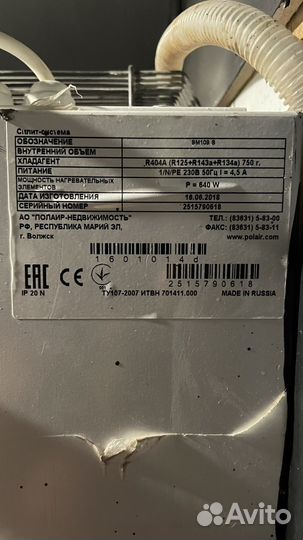 Сплит-система
ОБОЗНАЧЕНИЕ SM109 S
ВНУТРЕННИЙ ОБЪЕМ
ХЛАДАГЕНТ R404A (R125+R143a+R134a) 750 г.
ПИТАНИЕ 1/N/PE 230В 50Гц I = 4,5 А
МОЩНОСТЬ НАГРЕВАТЕЛЬНЫХ
ЭЛЕМЕНТОВ P = 640 W
ДАТА ИЗГОТОВЛЕНИЯ 16.06.2018
СЕРИЙНЫЙ НОМЕР 2515790618
АО "ПОЛАИР-НЕДВИЖИМОСТЬ" ТЕЛ.: (83631) 5-83-00
РФ, РЕСПУБЛИКА МАРИЙ ЭЛ, ФАКС: (83631) 5-83-11
г. Волжск www.polair.com
1601014d
EAC CE
001
2515790618
IP 20 N ТУ107-2007 ИТВН 701411.000 MADE IN RUSSIA
Avito